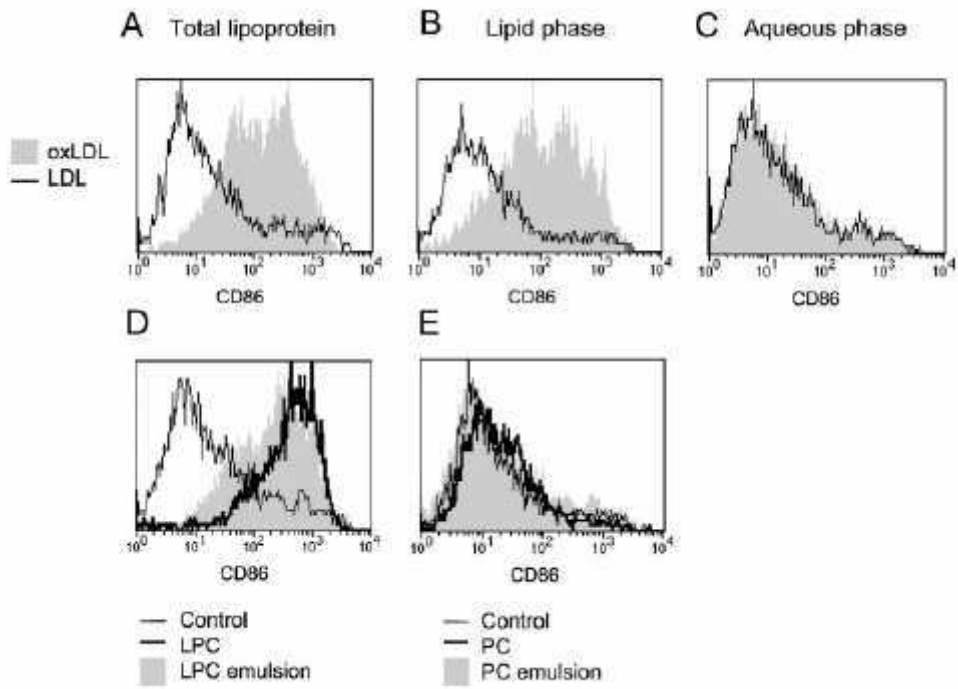 A Total lipoprotein B Lipid phase C Aqueous phase
oxLDL
LDL
10^0 10^1 10^2 10^3 10^4 10^0 10^1 10^2 10^3 10^4 10^0 10^1 10^2 10^3 10^4
CD86 CD86 CD86
D E
10^0 10^1 10^2 10^3 10^4 10^0 10^1 10^2 10^3 10^4
CD86 CD86
Control Control
LPC PC
LPC emulsion PC emulsion